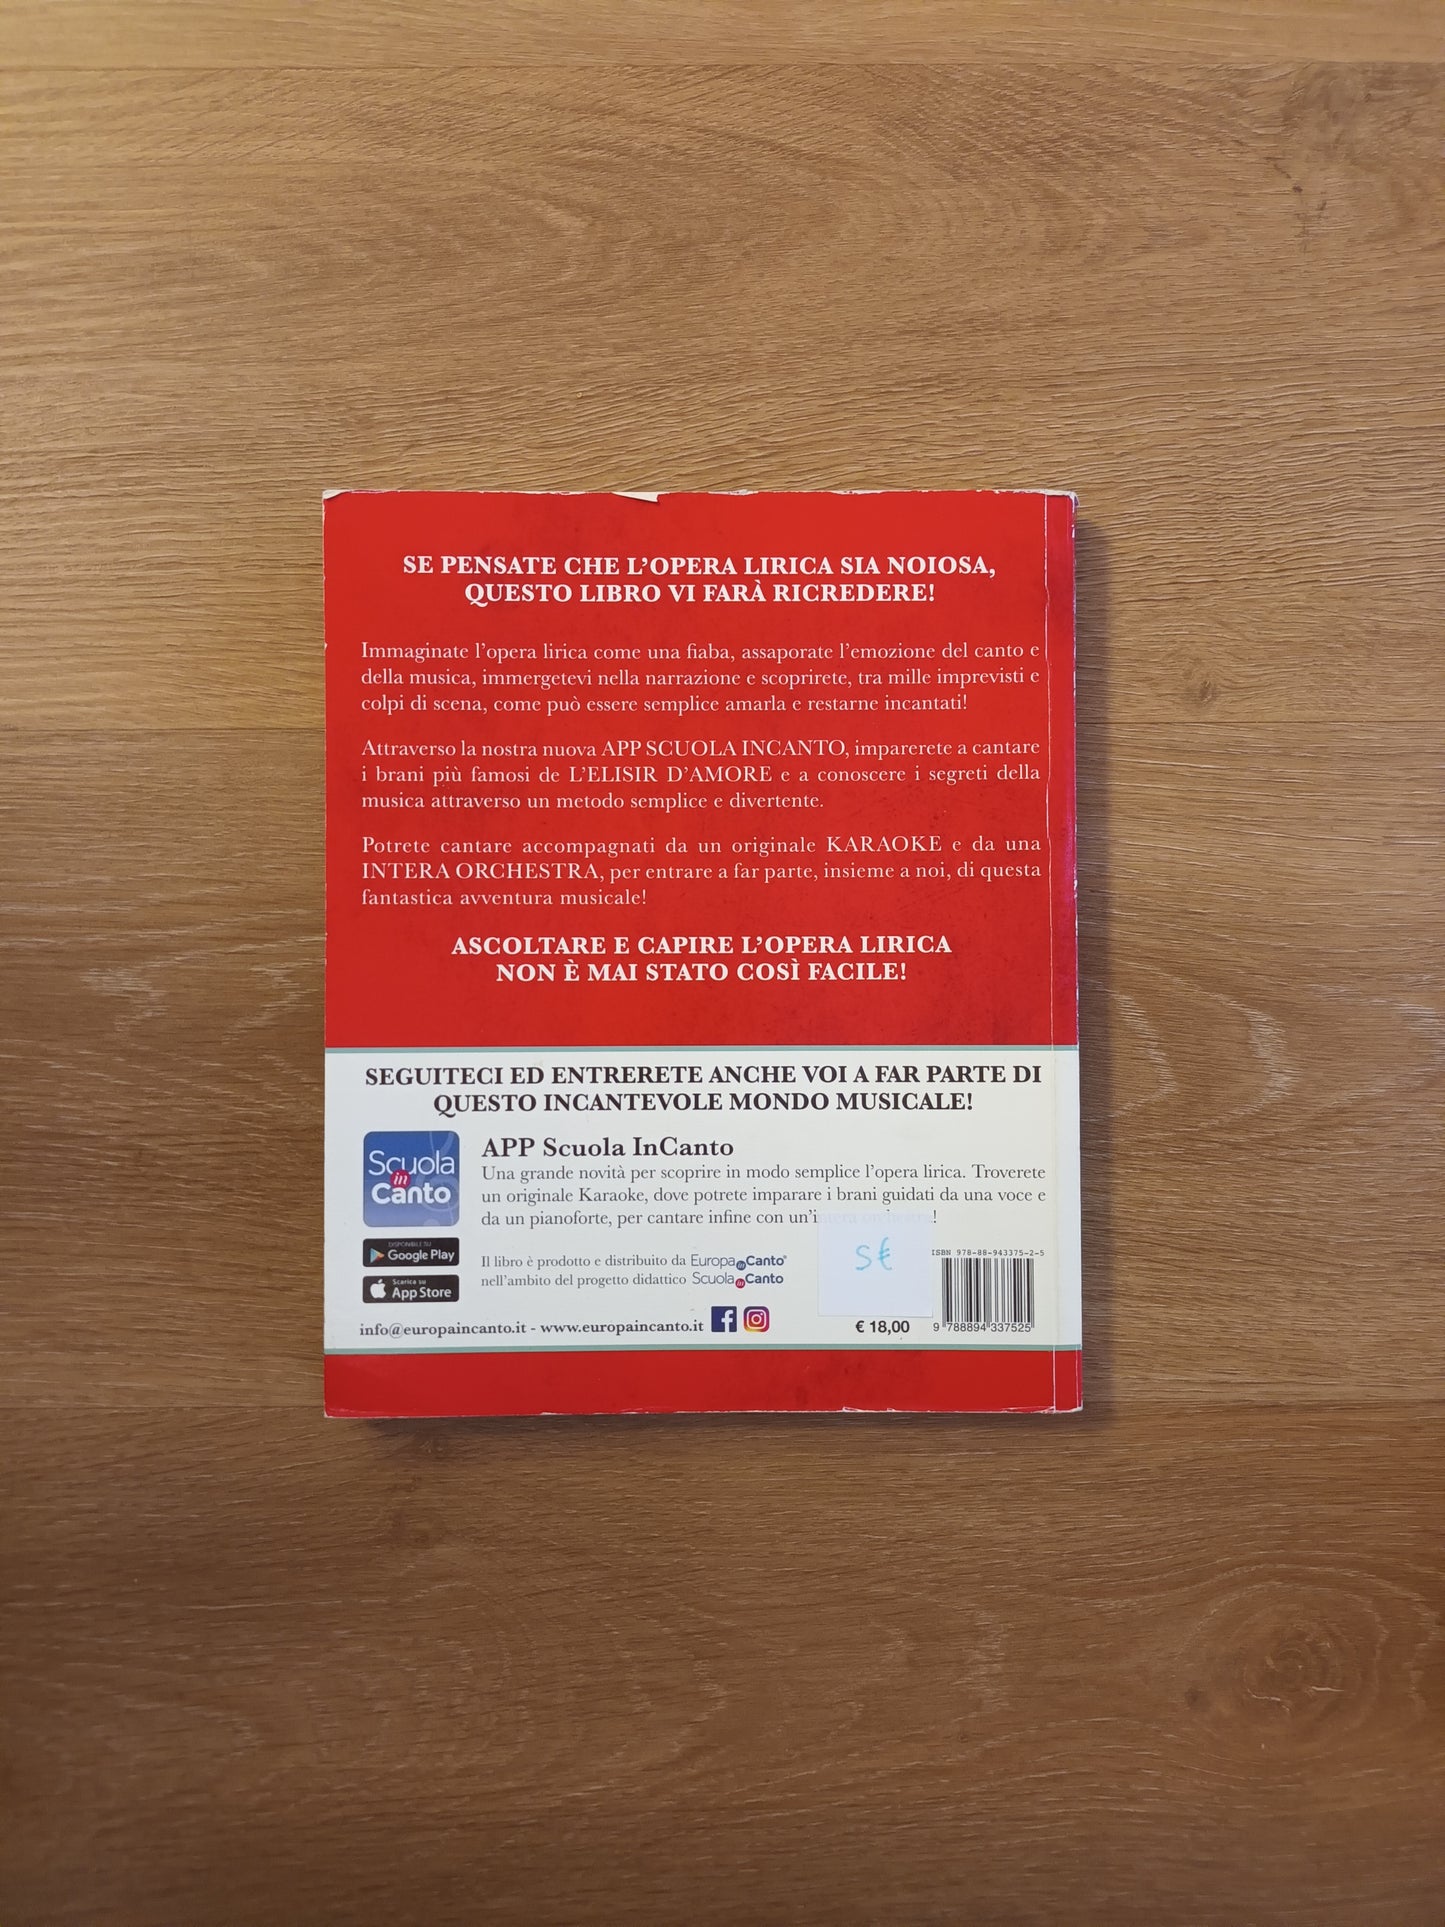 SE PENSATE CHE L'OPERA LIRICA SIA NOIOSA,
QUESTO LIBRO VI FARÀ RICREDERE!
Immaginate l'opera lirica come una fiaba, assaporate l'emozione del canto e
della musica, immergetevi nella narrazione e scoprirete, tra mille imprevisti e
colpi di scena, come può essere semplice amarla e restarne incantati!
Attraverso la nostra nuova APP SCUOLA INCANTO, imparerete a cantare
i brani più famosi de L'ELISIR D'AMORE e a conoscere i segreti della
musica attraverso un metodo semplice e divertente.
Potrete cantare accompagnati da un originale KARAOKE e da una
INTERA ORCHESTRA, per entrare a far parte, insieme a noi, di questa
fantastica avventura musicale!
ASCOLTARE E CAPIRE L'OPERA LIRICA
NON È MAI STATO COSÌ FACILE!
SEGUITECI ED ENTRERETE ANCHE VOI A FAR PARTE DI
QUESTO INCANTEVOLE MONDO MUSICALE!
Scuola
in
Canto
APP Scuola InCanto
Una grande novità per scoprire in modo semplice l'opera lirica. Troverete
un originale Karaoke, dove potrete imparare i brani guidati da una voce e
da un pianoforte, per cantare infine con un'intera orchestra!
DISPONIBILE SU
Google Play
Scarica su
App Store
Il libro è prodotto e distribuito da Europa in Canto
nell'ambito del progetto didattico Scuola in Canto
info@europaincanto.it - www.europaincanto.it
5€
€ 18,00
ISBN 978-88-943375-2-5
9 788894 337525